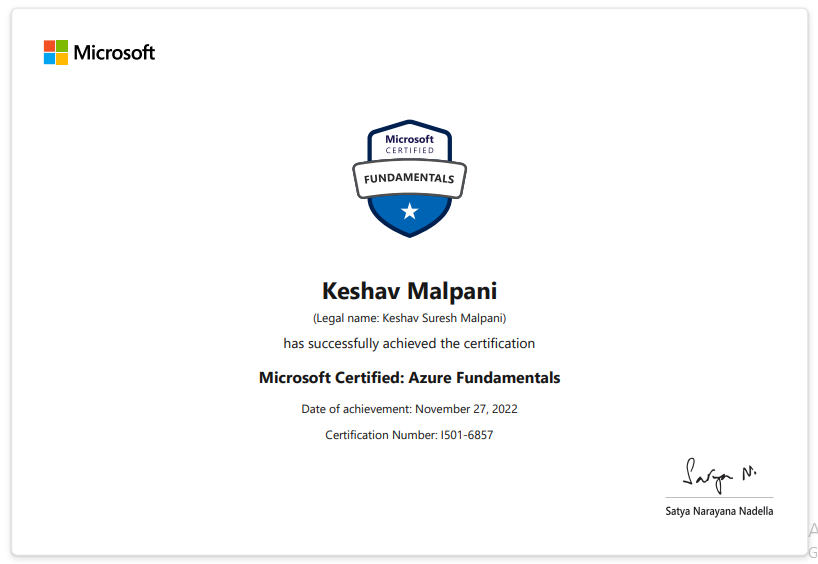 Microsoft
Microsoft
CERTIFIED
FUNDAMENTALS
Keshav Malpani
(Legal name: Keshav Suresh Malpani)
has successfully achieved the certification
Microsoft Certified: Azure Fundamentals
Date of achievement: November 27, 2022
Certification Number: I501-6857
Satya N.
Satya Narayana Nadella
A
G